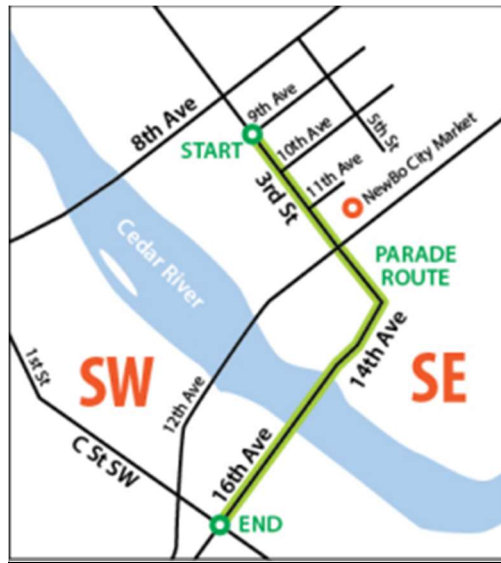 8th Ave
9th Ave
START
10th Ave
5th St
11th Ave
NewBo City Market
3rd St
PARADE
ROUTE
Cedar River
14th Ave
1st St
SW
SE
12th Ave
C St SW
16th Ave
END